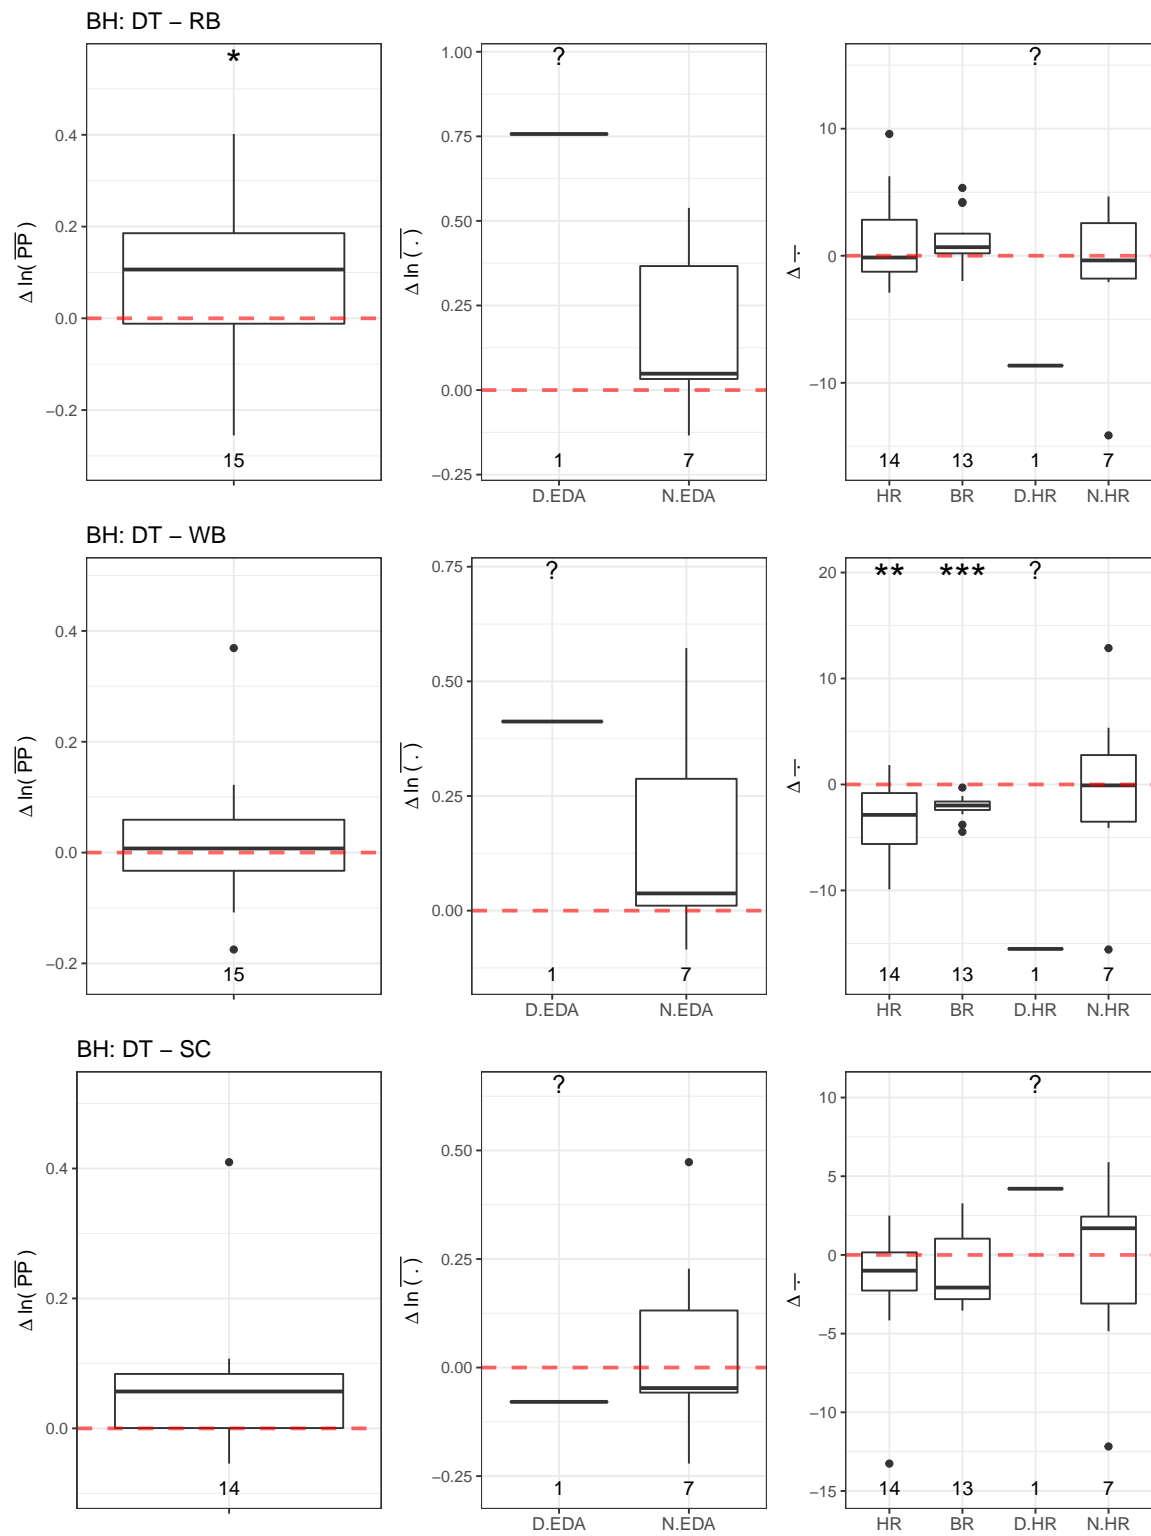 BH: DT − RB
Δ ln( PP )
0.4
0.2
0.0
−0.2
*
15
Δ ln ( . )
1.00
0.75
0.50
0.25
0.00
−0.25
?
1 7
D.EDA N.EDA
Δ .
10
0
−10
?
14 13 1 7
HR BR D.HR N.HR
BH: DT − WB
Δ ln( PP )
0.4
0.2
0.0
−0.2
15
Δ ln ( . )
0.75
0.50
0.25
0.00
?
1 7
D.EDA N.EDA
Δ .
20
10
0
−10
** *** ?
14 13 1 7
HR BR D.HR N.HR
BH: DT − SC
Δ ln( PP )
0.4
0.2
0.0
14
Δ ln ( . )
0.50
0.25
0.00
−0.25
?
1 7
D.EDA N.EDA
Δ .
10
5
0
−5
−10
−15
?
14 13 1 7
HR BR D.HR N.HR